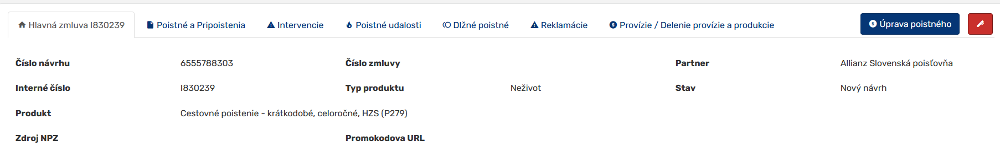 Hlavná zmluva I830239 Poistné a Pripoistenia Intervencie Poistné udalosti Dlžné poistné Reklamácie Provízie / Delenie provízie a produkcie Úprava poistného
Číslo návrhu 6555788303 Číslo zmluvy Partner Allianz Slovenská poisťovňa
Interné číslo I830239 Typ produktu Neživot Stav Nový návrh
Produkt Cestovné poistenie - krátkodobé, celoročné, HZS (P279)
Zdroj NPZ Promokodova URL